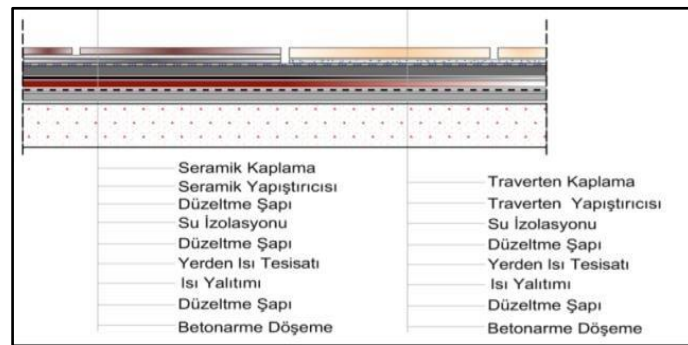 Seramik Kaplama
Seramik Yapıştırıcısı
Düzeltme Şapı
Su İzolasyonu
Düzeltme Şapı
Yerden Isı Tesisatı
Isı Yalıtımı
Düzeltme Şapı
Betonarme Döşeme
Traverten Kaplama
Traverten Yapıştırıcısı
Su İzolasyonu
Düzeltme Şapı
Yerden Isı Tesisatı
Isı Yalıtımı
Düzeltme Şapı
Betonarme Döşeme